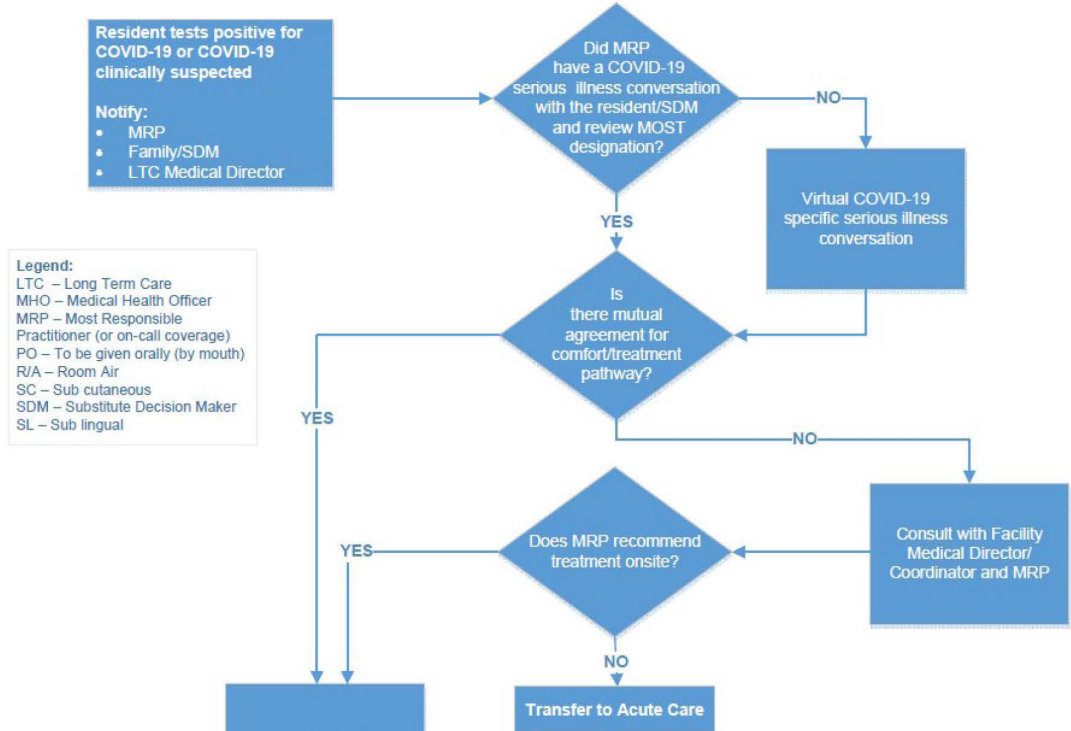 Resident tests positive for
COVID-19 or COVID-19
clinically suspected
Notify:
• MRP
• Family/SDM
• LTC Medical Director
Did MRP
have a COVID-19
serious illness conversation
with the resident/SDM
and review MOST
designation?
NO
YES
Virtual COVID-19
specific serious illness
conversation
Legend:
LTC – Long Term Care
MHO – Medical Health Officer
MRP – Most Responsible
Practitioner (or on-call coverage)
PO – To be given orally (by mouth)
R/A – Room Air
SC – Sub cutaneous
SDM – Substitute Decision Maker
SL – Sub lingual
Is
there mutual
agreement for
comfort/treatment
pathway?
YES
NO
Consult with Facility
Medical Director/
Coordinator and MRP
Does MRP recommend
treatment onsite?
YES
NO
Transfer to Acute Care